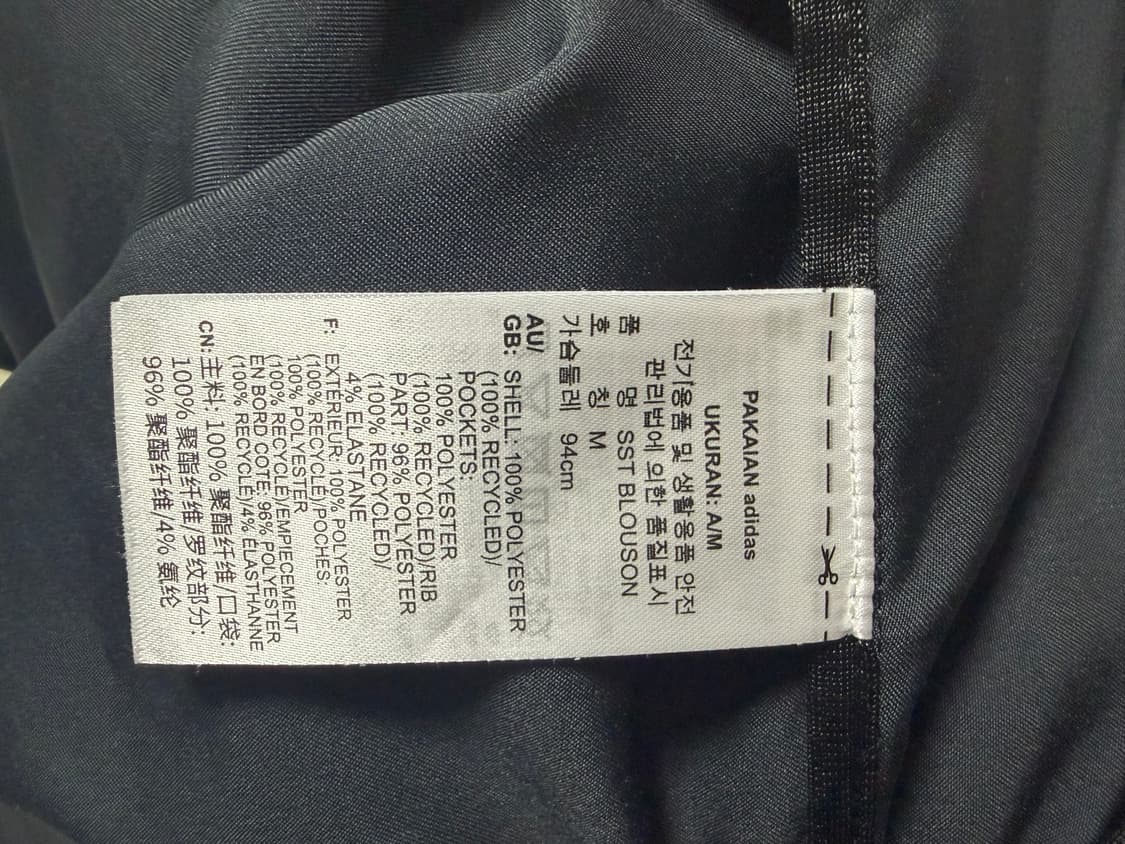 PAKAIAN adidas
UKURAN: A/M
전기용품 및 생활용품 안전
관리법에 의한 품질표시
품 명 SST BLOUSON
호 칭 M
가슴둘레 94cm
AU/
GB: SHELL: 100% POLYESTER
(100% RECYCLED)/
POCKETS:
100% POLYESTER
(100% RECYCLED)/RIB
PART: 96% POLYESTER
(100% RECYCLED)/
4% ELASTANE
F: EXTERIEUR: 100% POLYESTER
(100% RECYCLE)/POCHES:
100% POLYESTER
(100% RECYCLE)/EMPIECEMENT
EN BORD COTE: 96% POLYESTER
(100% RECYCLE)/4% ELASTHANNE
CN: 主料: 100% 聚酯纤维/口袋:
100% 聚酯纤维 罗纹部分:
96% 聚酯纤维/4% 氨纶